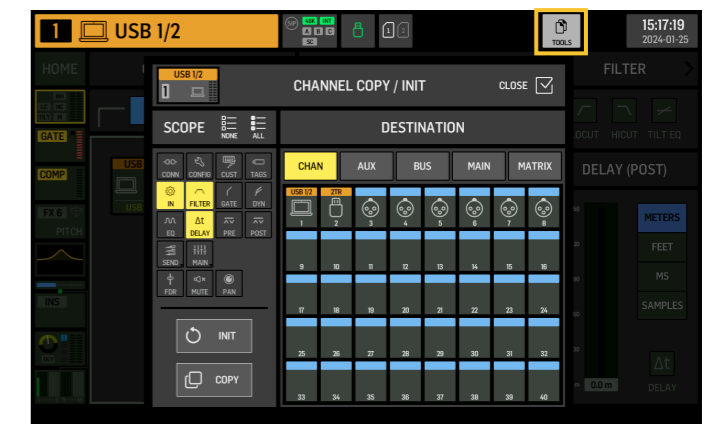 1 USB 1/2
SIP 48K INT
A B C
SC
1 2
TOOLS
15:17:19
2024-01-25
HOME
FILTER
USB 1/2
1
CHANNEL COPY / INIT
CLOSE
SCOPE
NONE
ALL
DESTINATION
CONN CONFIG CUST TAGS
IN FILTER GATE DYN
EQ Δt DELAY PRE POST
SEND MAIN
FDR MUTE PAN
INIT
COPY
CHAN AUX BUS MAIN MATRIX
USB 1/2 2TR
1 2 3 4 5 6 7 8
9 10 11 12 13 14 15 16
17 18 19 20 21 22 23 24
25 26 27 28 29 30 31 32
33 34 35 36 37 38 39 40
GATE
COMP
FX 6
PITCH
INS
USB
USB
LOCUT HICUT TILT EQ
DELAY (POST)
METERS
FEET
MS
SAMPLES
0.0 m
Δt
DELAY